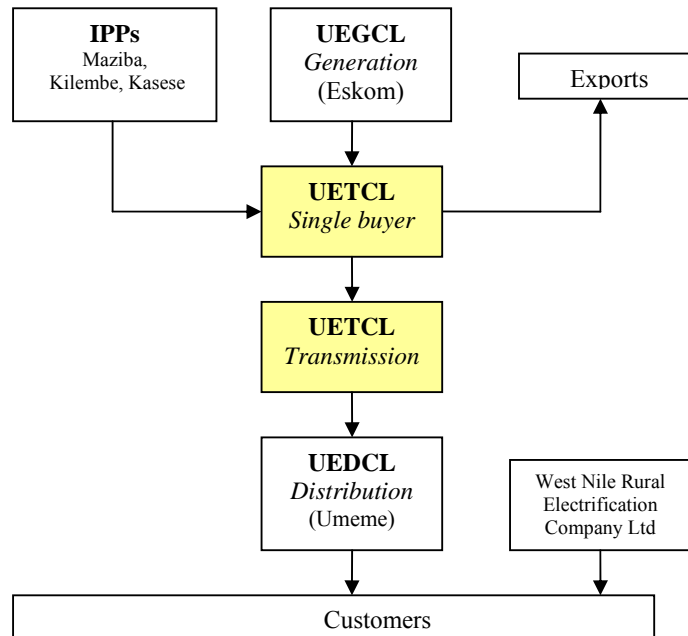 IPPs
Maziba,
Kilembe, Kasese
UEGCL
Generation
(Eskom)
Exports
UETCL
Single buyer
UETCL
Transmission
UEDCL
Distribution
(Umeme)
West Nile Rural
Electrification
Company Ltd
Customers